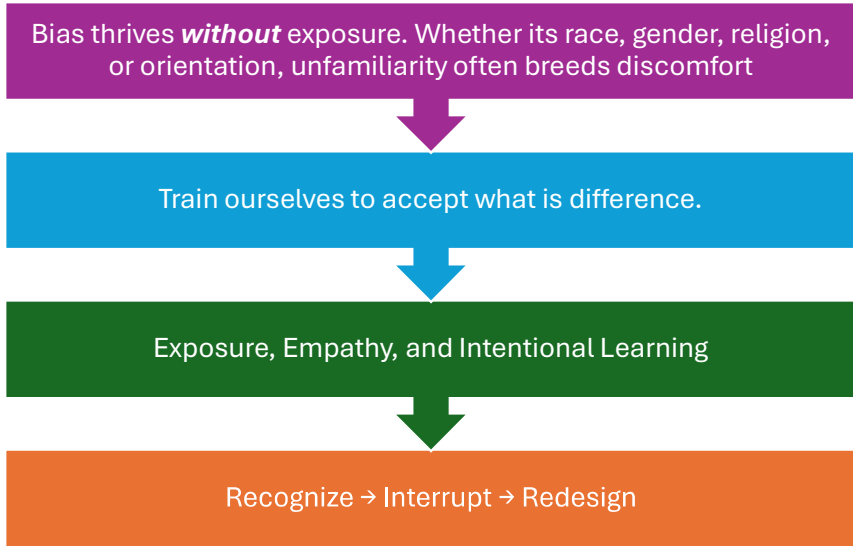 Bias thrives without exposure. Whether its race, gender, religion,
or orientation, unfamiliarity often breeds discomfort
Train ourselves to accept what is difference.
Exposure, Empathy, and Intentional Learning
Recognize → Interrupt → Redesign